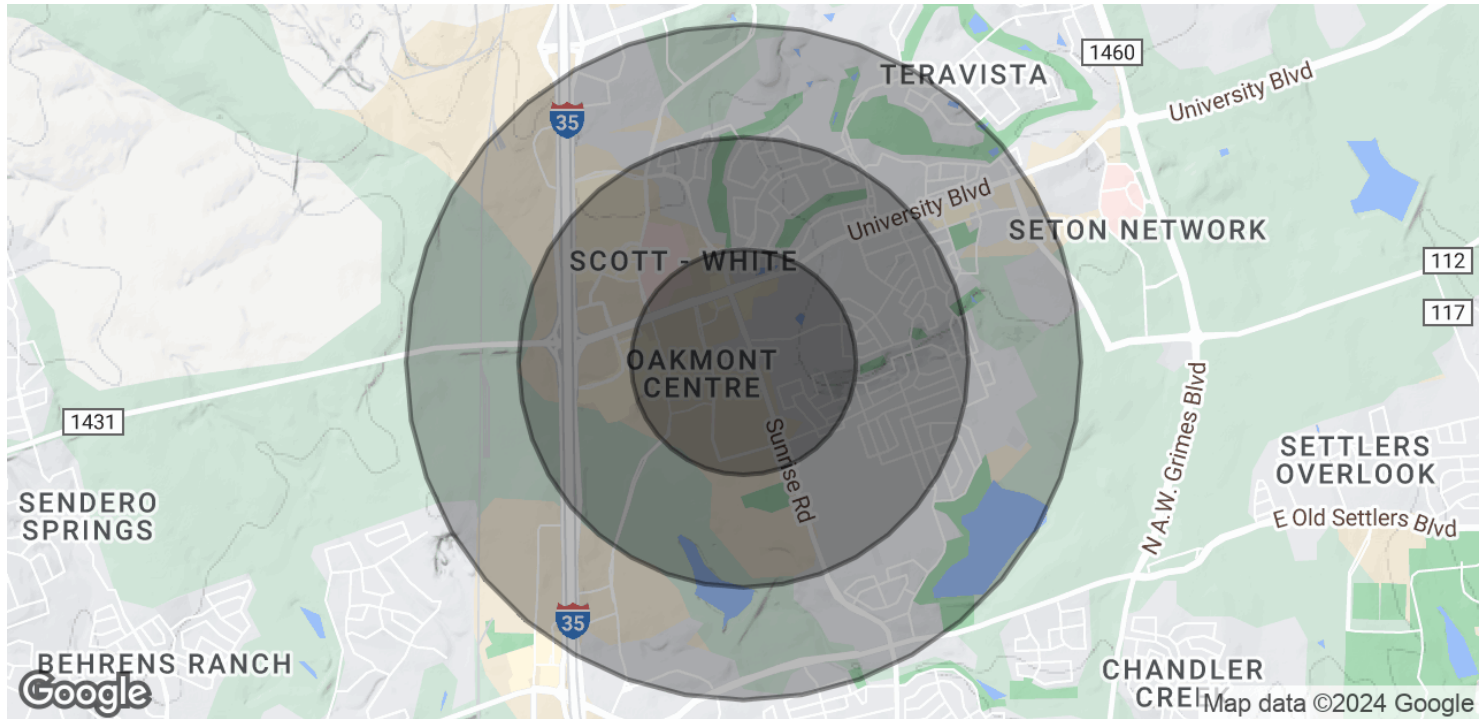 1460
TERAVISTA
University Blvd
35
University Blvd
SETON NETWORK
SCOTT - WHITE
112
117
OAKMONT
CENTRE
1431
Sunrise Rd
N A.W. Grimes Blvd
SETTLERS
OVERLOOK
SENDERO
SPRINGS
E Old Settlers Blvd
35
BEHRENS RANCH
CHANDLER
CREEK
Google
Map data ©2024 Google